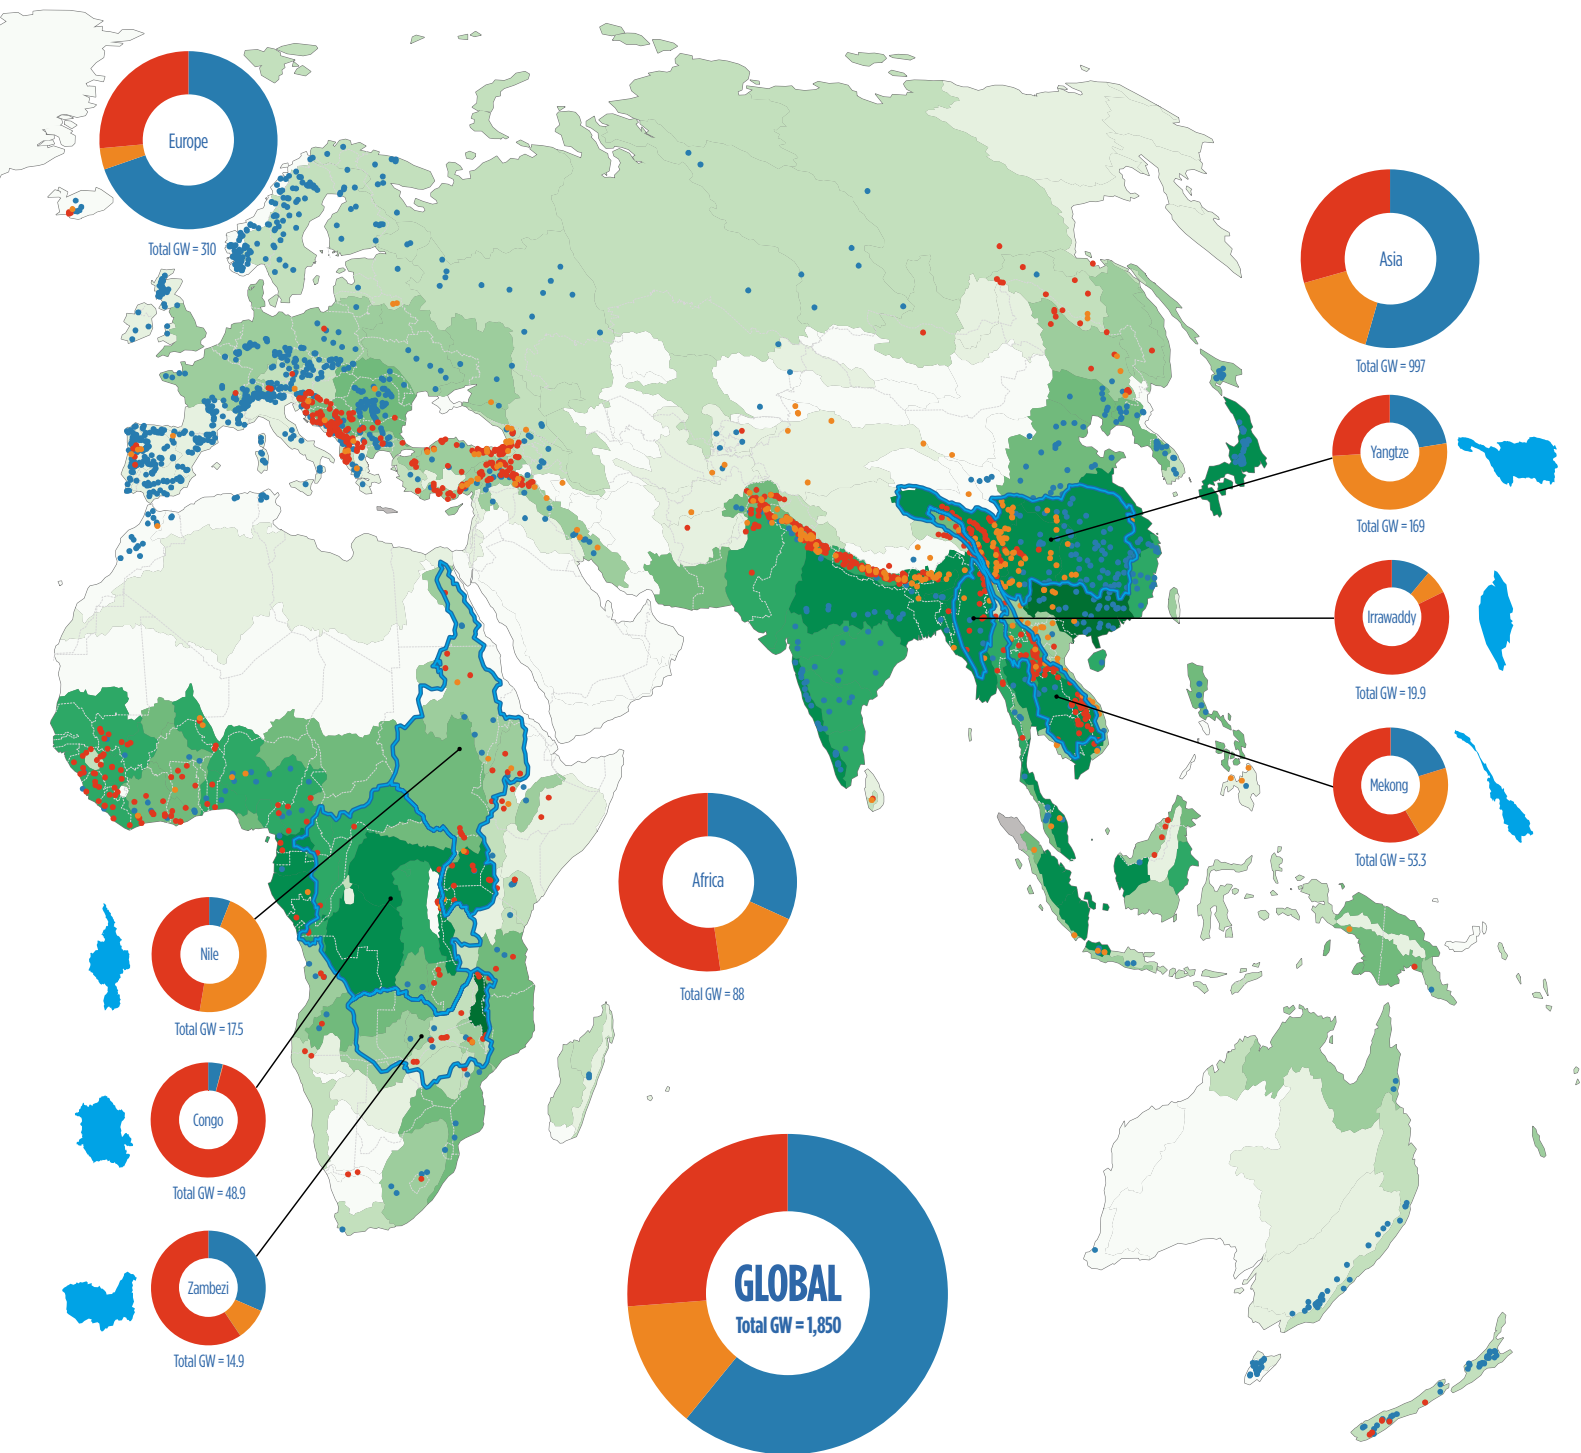 Europe
Total GW = 310
Asia
Total GW = 997
Yangtze
Total GW = 169
Irrawaddy
Total GW = 19.9
Mekong
Total GW = 53.3
Africa
Total GW = 88
Nile
Total GW = 17.5
Congo
Total GW = 48.9
Zambezi
Total GW = 14.9
GLOBAL
Total GW = 1,850